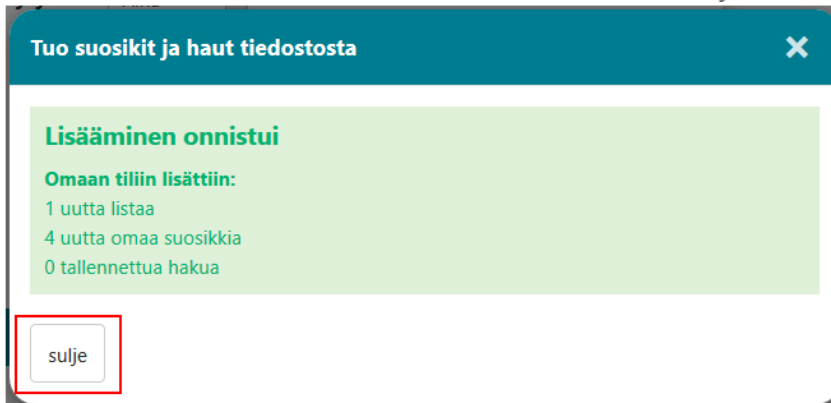 Tuo suosikit ja haut tiedostosta
Lisääminen onnistui
Omaan tiliin lisättiin:
1 uutta listaa
4 uutta omaa suosikkia
0 tallennettua hakua
sulje